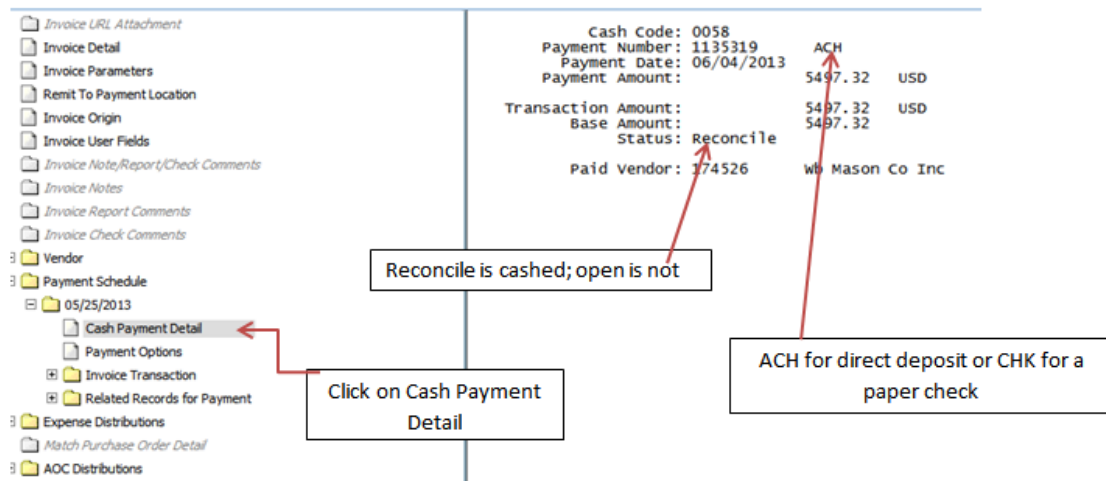 Invoice URL Attachment
Invoice Detail
Invoice Parameters
Remit To Payment Location
Invoice Origin
Invoice User Fields
Invoice Note/Report/Check Comments
Invoice Notes
Invoice Report Comments
Invoice Check Comments
Vendor
Payment Schedule
05/25/2013
Cash Payment Detail
Payment Options
Invoice Transaction
Related Records for Payment
Expense Distributions
Match Purchase Order Detail
AOC Distributions
Cash Code: 0058
Payment Number: 1135319 ACH
Payment Date: 06/04/2013
Payment Amount: 5497.32 USD
Transaction Amount: 5497.32 USD
Base Amount: 5497.32
Status: Reconcile
Paid Vendor: 174526 Wb Mason Co Inc
Reconcile is cashed; open is not
ACH for direct deposit or CHK for a
paper check
Click on Cash Payment
Detail